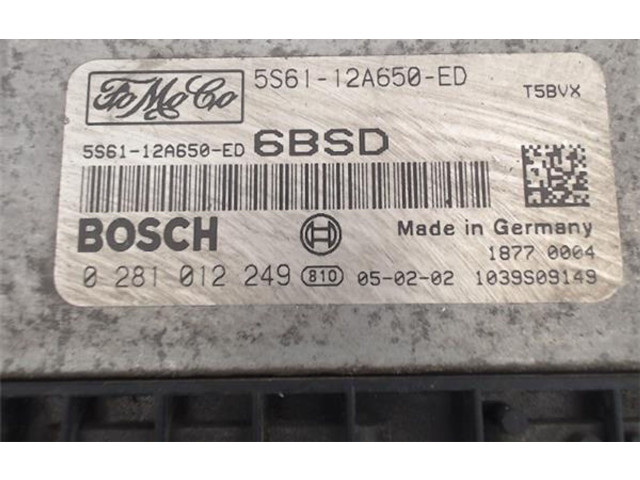 FoMoCo 5S61-12A650-ED T5BVX
5S61-12A650-ED 6BSD
BOSCH Made in Germany
1877 0004
0 281 012 249 810 05-02-02 1039S09149